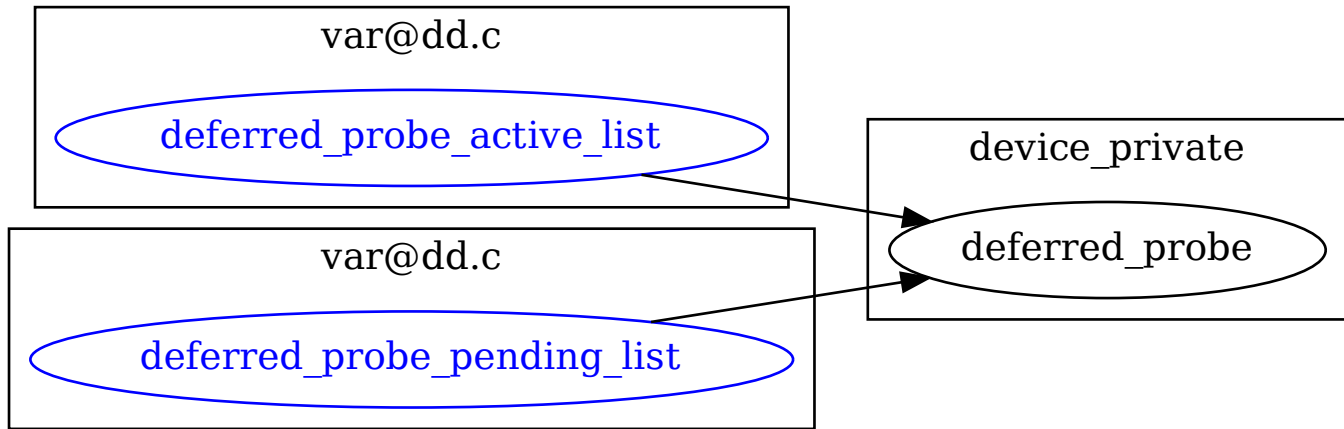 var@dd.c
deferred_probe_active_list
device_private
deferred_probe
var@dd.c
deferred_probe_pending_list